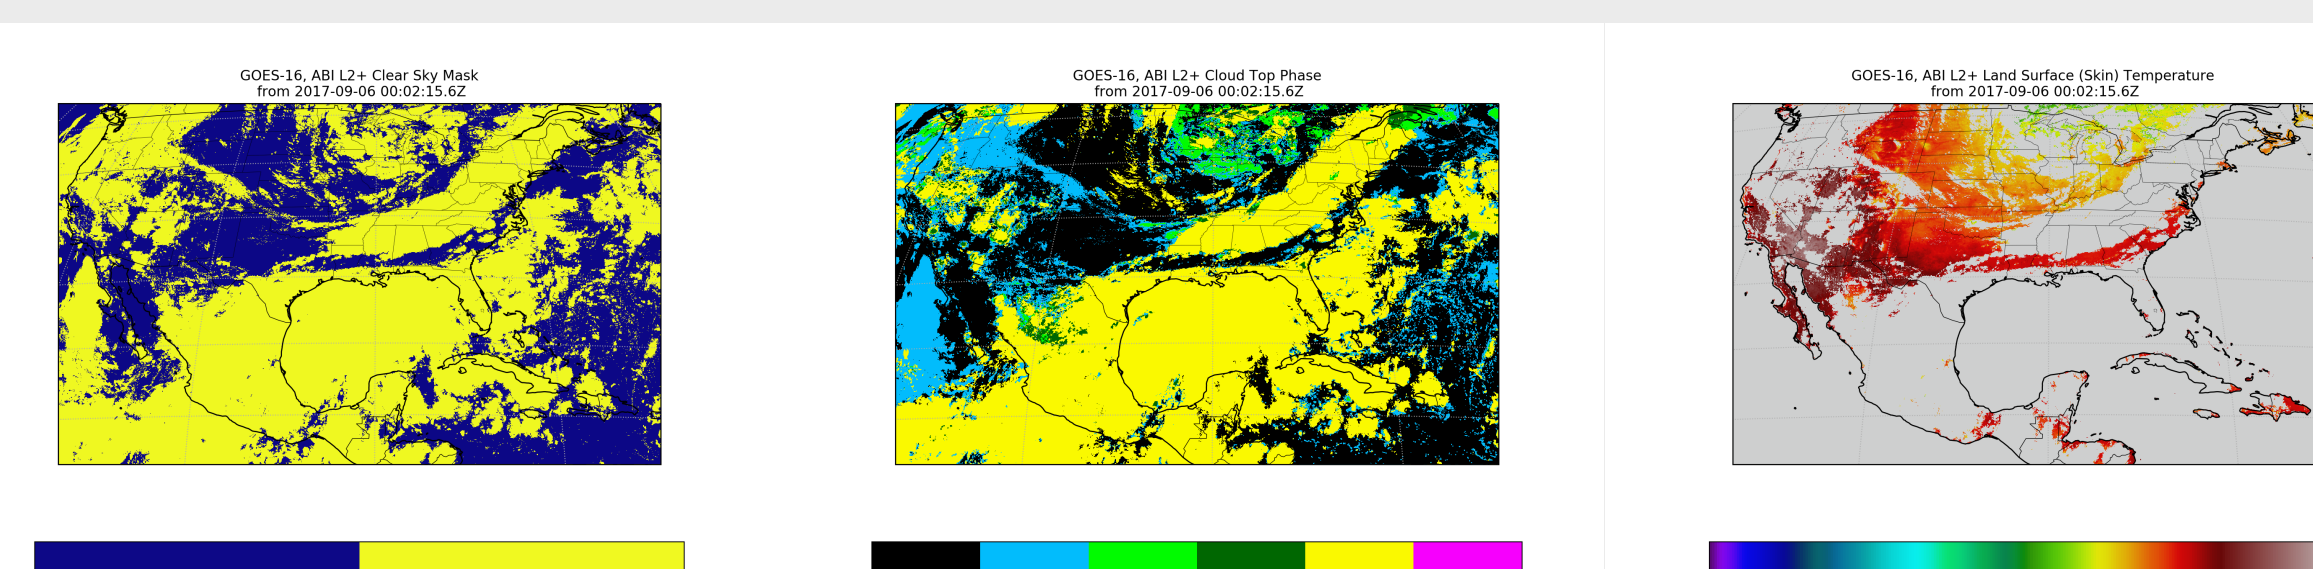 GOES-16, ABI L2+ Clear Sky Mask
from 2017-09-06 00:02:15.6Z
GOES-16, ABI L2+ Cloud Top Phase
from 2017-09-06 00:02:15.6Z
GOES-16, ABI L2+ Land Surface (Skin) Temperature
from 2017-09-06 00:02:15.6Z